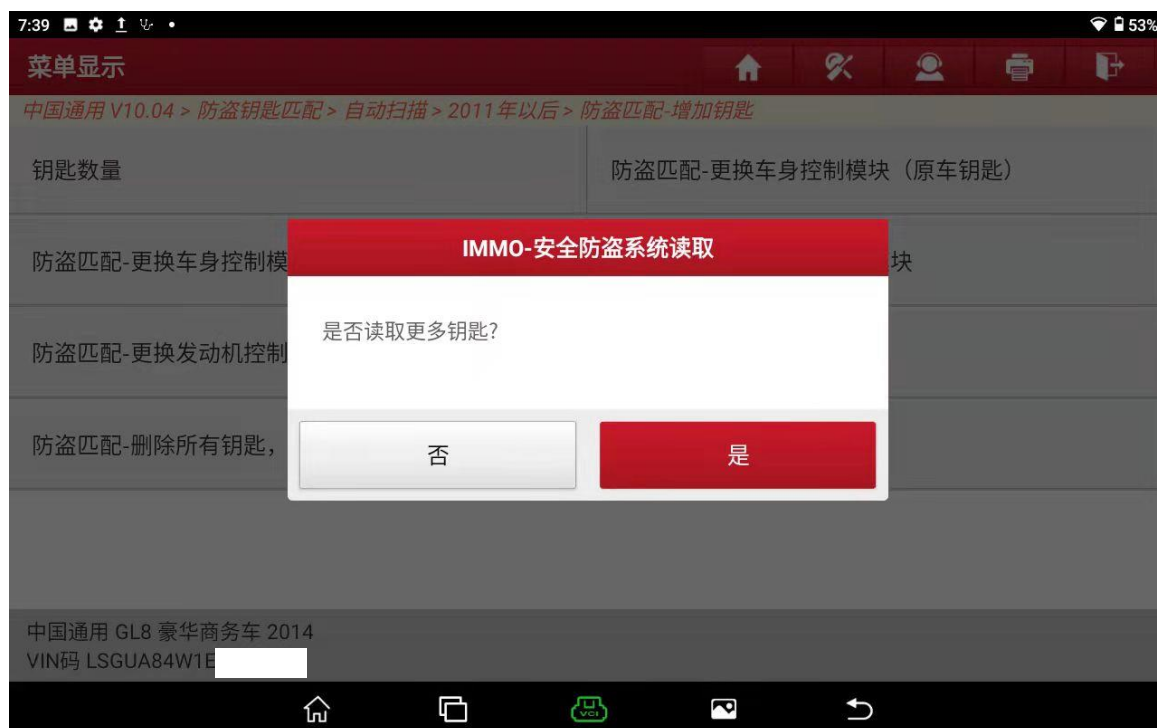 7:39
53%
菜单显示
中国通用 V10.04 > 防盗钥匙匹配 > 自动扫描 > 2011年以后 > 防盗匹配-增加钥匙
钥匙数量
防盗匹配-更换车身控制模块（原车钥匙）
防盗匹配-更换车身控制模
块
防盗匹配-更换发动机控制
防盗匹配-删除所有钥匙，
IMMO-安全防盗系统读取
是否读取更多钥匙?
否
是
中国通用 GL8 豪华商务车 2014
VIN码 LSGUA84W1E
VCI